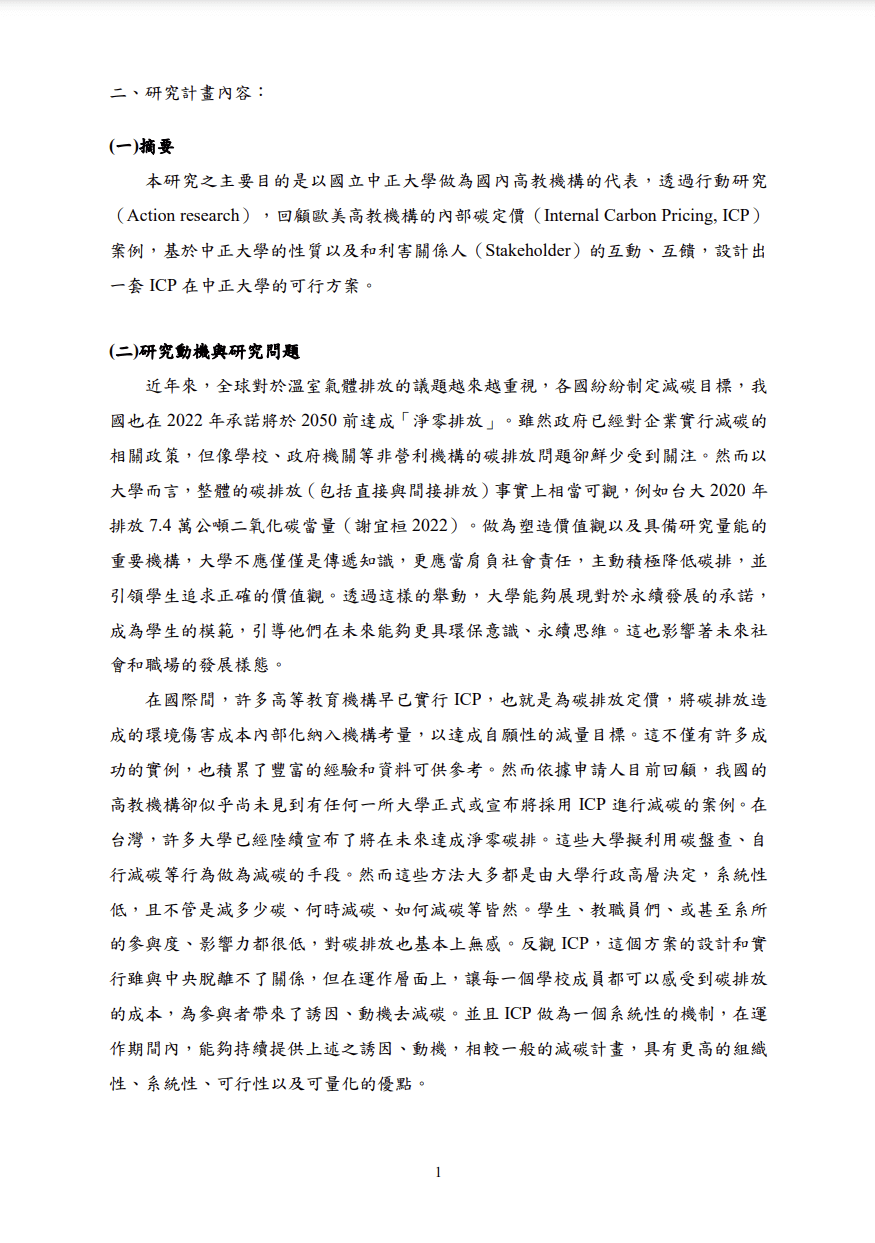 二、研究計畫內容：
(一)摘要
本研究之主要目的是以國立中正大學做為國內高教機構的代表，透過行動研究
（Action research），回顧歐美高教機構的內部碳定價（Internal Carbon Pricing, ICP）
案例，基於中正大學的性質以及和利害關係人（Stakeholder）的互動、互饋，設計出
一套 ICP 在中正大學的可行方案。
(二)研究動機與研究問題
近年來，全球對於溫室氣體排放的議題越來越重視，各國紛紛制定減碳目標，我
國也在 2022 年承諾將於 2050 前達成「淨零排放」。雖然政府已經對企業實行減碳的
相關政策，但像學校、政府機關等非營利機構的碳排放問題卻鮮少受到關注。然而以
大學而言，整體的碳排放（包括直接與間接排放）事實上相當可觀，例如台大 2020 年
排放 7.4 萬公噸二氧化碳當量（謝宜桓 2022）。做為塑造價值觀以及具備研究量能的
重要機構，大學不應僅僅是傳遞知識，更應當肩負社會責任，主動積極降低碳排，並
引領學生追求正確的價值觀。透過這樣的舉動，大學能夠展現對於永續發展的承諾，
成為學生的模範，引導他們在未來能夠更具環保意識、永續思維。這也影響著未來社
會和職場的發展樣態。
在國際間，許多高等教育機構早已實行 ICP，也就是為碳排放定價，將碳排放造
成的環境傷害成本內部化納入機構考量，以達成自願性的減量目標。這不僅有許多成
功的實例，也積累了豐富的經驗和資料可供參考。然而依據申請人目前回顧，我國的
高教機構卻似乎尚未見到有任何一所大學正式或宣布將採用 ICP 進行減碳的案例。在
台灣，許多大學已經陸續宣布了將在未來達成淨零碳排。這些大學擬利用碳盤查、自
行減碳等行為做為減碳的手段。然而這些方法大多都是由大學行政高層決定，系統性
低，且不管是減多少碳、何時減碳、如何減碳等皆然。學生、教職員們、或甚至系所
的參與度、影響力都很低，對碳排放也基本上無感。反觀 ICP，這個方案的設計和實
行雖與中央脫離不了關係，但在運作層面上，讓每一個學校成員都可以感受到碳排放
的成本，為參與者帶來了誘因、動機去減碳。並且 ICP 做為一個系統性的機制，在運
作期間內，能夠持續提供上述之誘因、動機，相較一般的減碳計畫，具有更高的組織
性、系統性、可行性以及可量化的優點。
1